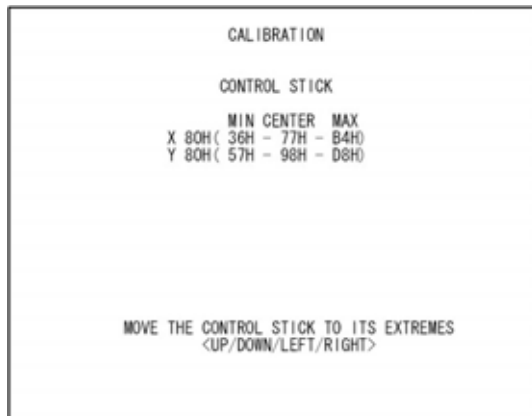 CALIBRATION
CONTROL STICK
MIN CENTER MAX
X 80H( 36H - 77H - B4H)
Y 80H( 57H - 98H - D8H)
MOVE THE CONTROL STICK TO ITS EXTREMES
<UP/DOWN/LEFT/RIGHT>